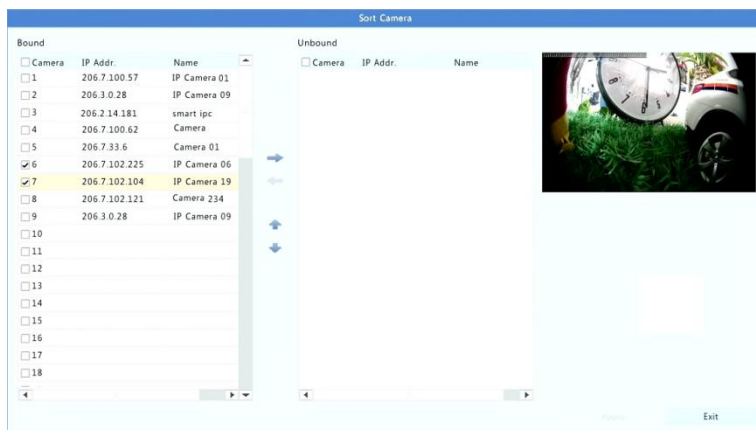 Sort Camera
Bound
Unbound
Camera IP Addr. Name
Camera IP Addr. Name
1 206.7.100.57 IP Camera 01
2 206.3.0.28 IP Camera 09
3 206.2.14.181 smart ipc
4 206.7.100.62 Camera
5 206.7.33.6 Camera 01
6 206.7.102.225 IP Camera 06
7 206.7.102.104 IP Camera 19
8 206.7.102.121 Camera 234
9 206.3.0.28 IP Camera 09
10
11
12
13
14
15
16
17
18
Exit